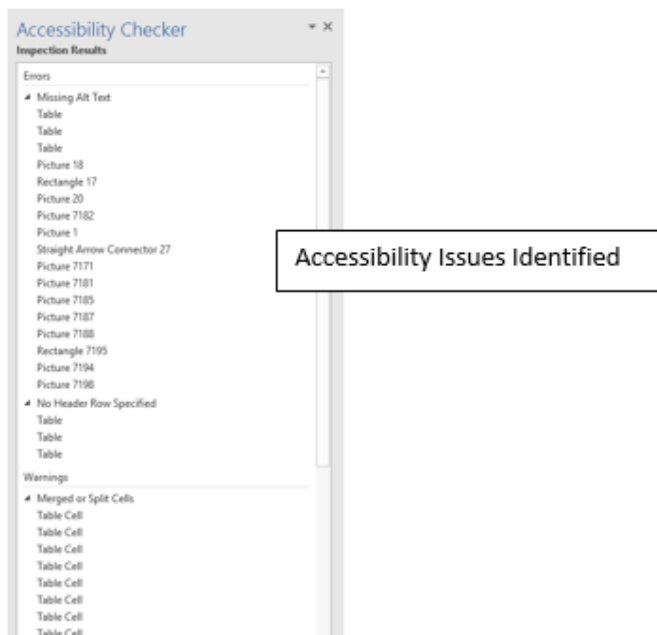 Accessibility Checker
Inspection Results
Errors
Missing Alt Text
Table
Table
Table
Picture 18
Rectangle 17
Picture 20
Picture 7182
Picture 1
Straight Arrow Connector 27
Picture 7171
Picture 7181
Picture 7185
Picture 7187
Picture 7188
Rectangle 7195
Picture 7194
Picture 7198
No Header Row Specified
Table
Table
Table
Warnings
Merged or Split Cells
Table Cell
Table Cell
Table Cell
Table Cell
Table Cell
Table Cell
Table Cell
Table Cell
Accessibility Issues Identified